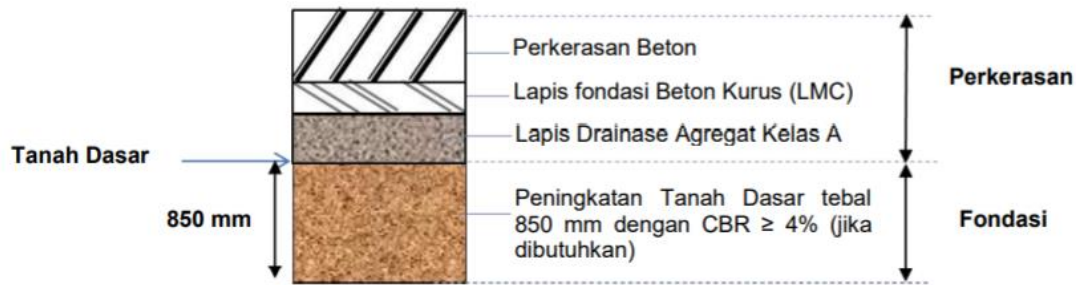 Perkerasan Beton
Lapis fondasi Beton Kurus (LMC)
Lapis Drainase Agregat Kelas A
Perkerasan
Tanah Dasar
850 mm
Peningkatan Tanah Dasar tebal
850 mm dengan CBR ≥ 4% (jika
dibutuhkan)
Fondasi